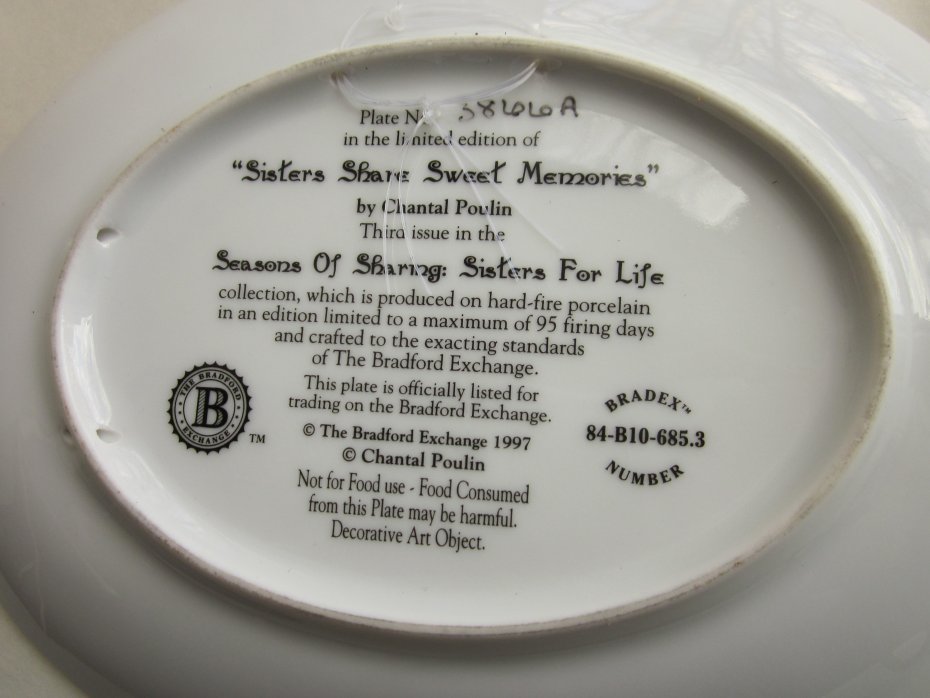 Plate No. 3866A
in the limited edition of
"Sisters Share Sweet Memories"
by Chantal Poulin
Third issue in the
Seasons Of Sharing: Sisters For Life
collection, which is produced on hard-fire porcelain
in an edition limited to a maximum of 95 firing days
and crafted to the exacting standards
of The Bradford Exchange.
This plate is officially listed for
trading on the Bradford Exchange.
© The Bradford Exchange 1997
© Chantal Poulin
Not for Food use - Food Consumed
from this Plate may be harmful.
Decorative Art Object.
THE BRADFORD
B
EXCHANGE
TM
BRADEX™
84-B10-685.3
NUMBER